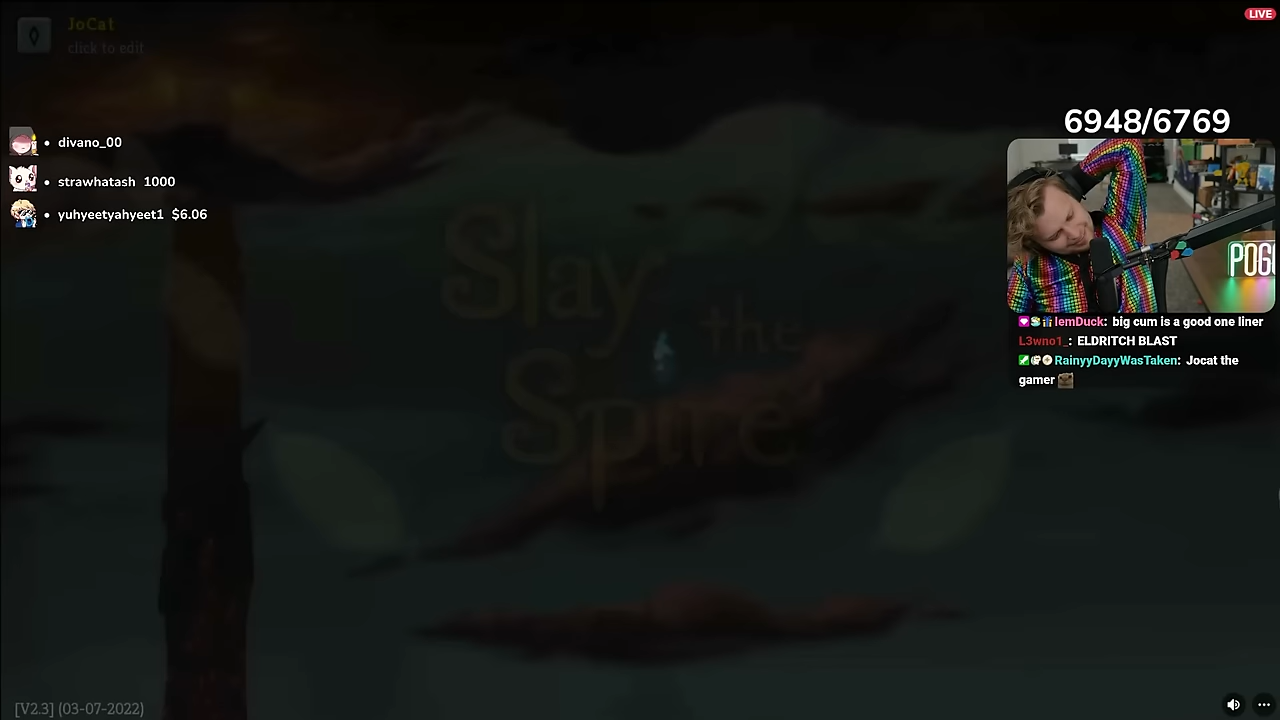 LIVE
JoCat
click to edit
divano_00
strawhatash 1000
yuhyeetyahyeet1 $6.06
6948/6769
POG
Slay
the
Spire
lemDuck: big cum is a good one liner
L3wno1_: ELDRITCH BLAST
RainyyDayyWasTaken: Jocat the
gamer
[V2.3] (03-07-2022)